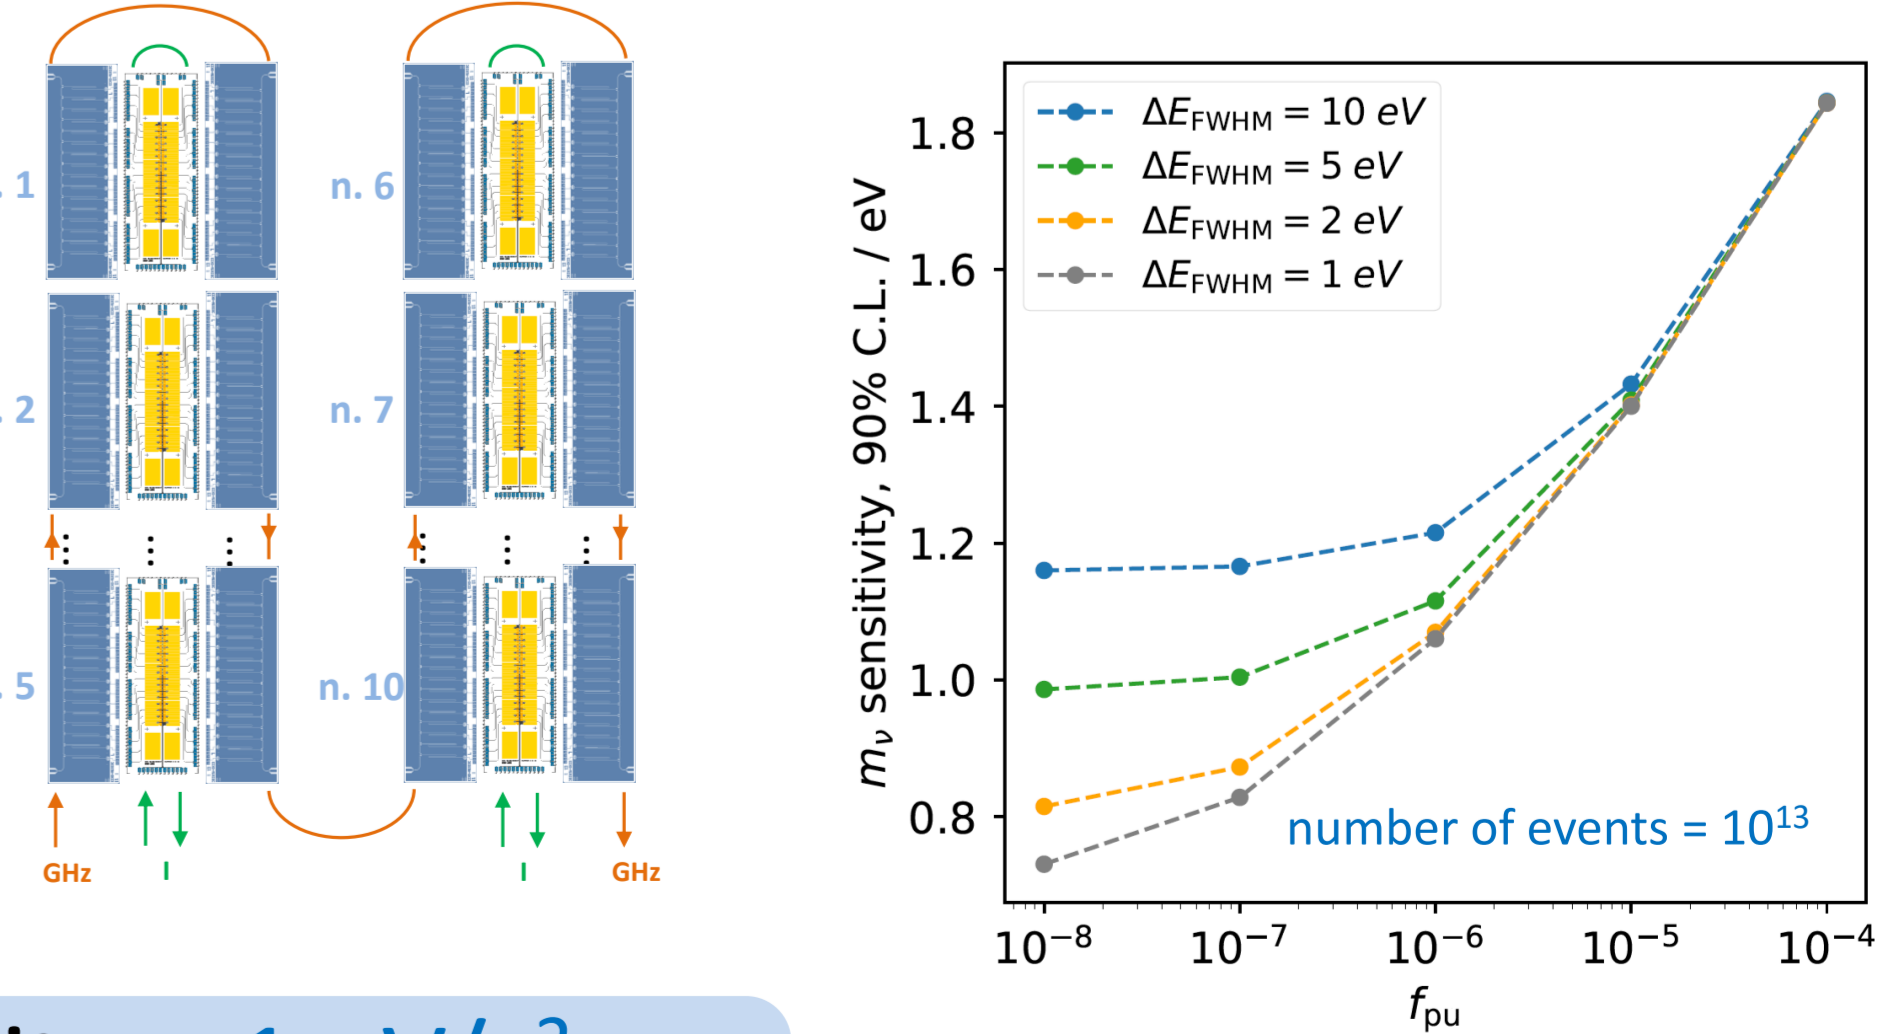 . 1
n. 6
. 2
n. 7
. 5
n. 10
GHz
I
I
GHz
ΔE_FWHM = 10 eV
ΔE_FWHM = 5 eV
ΔE_FWHM = 2 eV
ΔE_FWHM = 1 eV
m_ν sensitivity, 90% C.L. / eV
1.8
1.6
1.4
1.2
1.0
0.8
number of events = 10¹³
10⁻⁸ 10⁻⁷ 10⁻⁶ 10⁻⁵ 10⁻⁴
f_pu